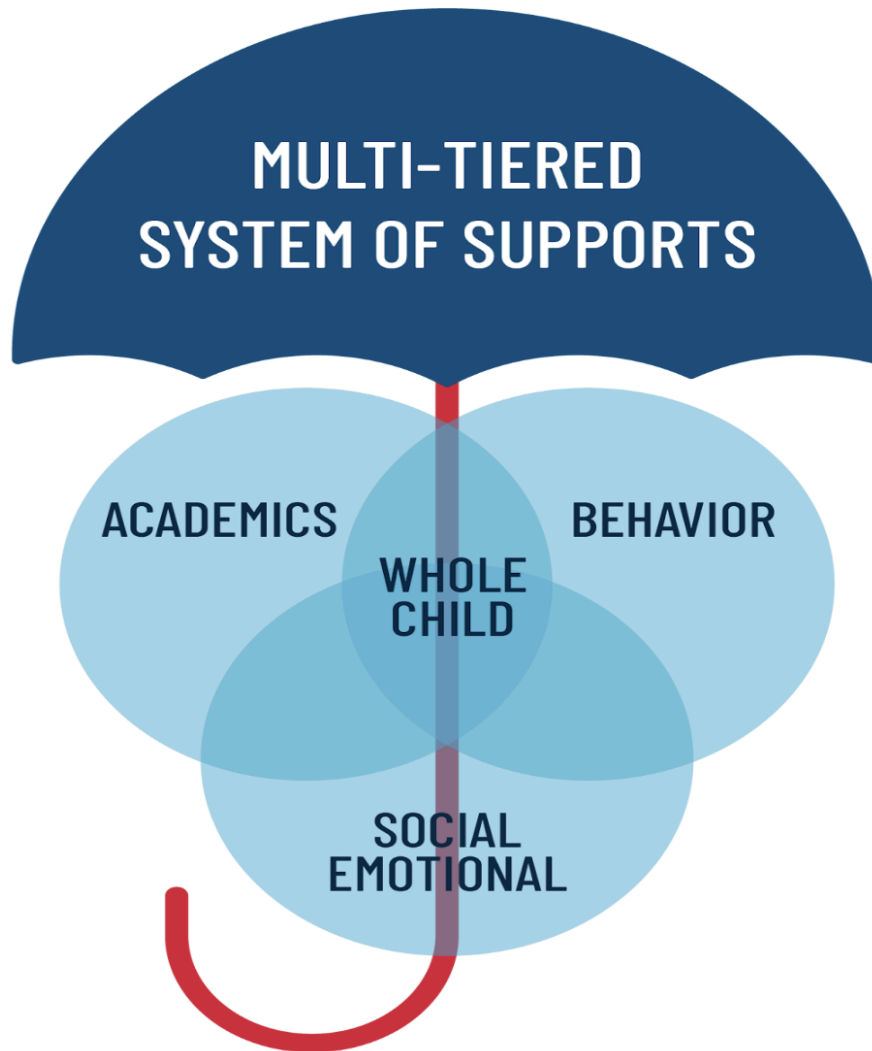 MULTI-TIERED
SYSTEM OF SUPPORTS
ACADEMICS
BEHAVIOR
WHOLE
CHILD
SOCIAL
EMOTIONAL